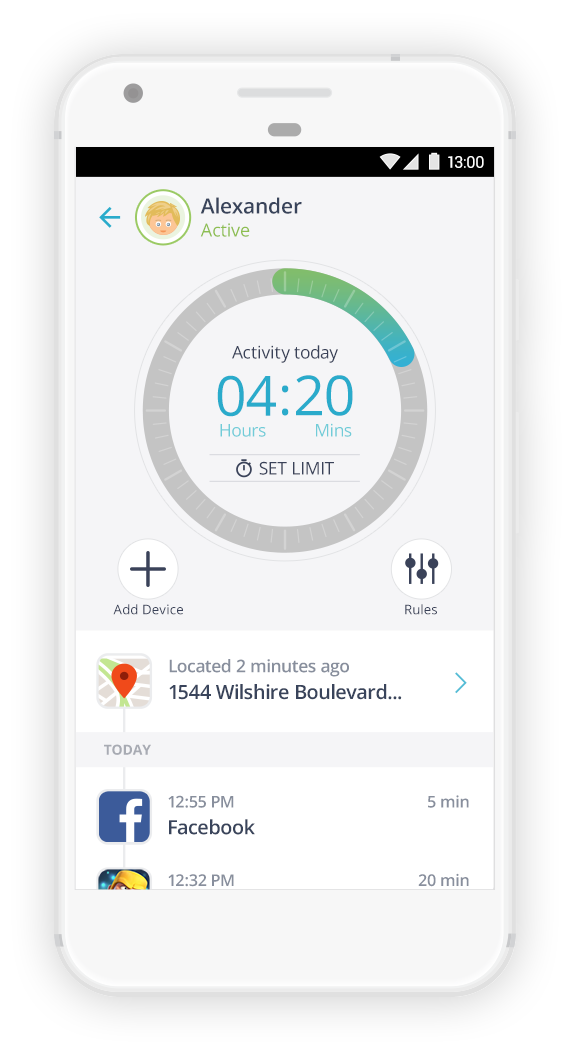 13:00
Alexander
Active
Activity today
04:20
Hours Mins
SET LIMIT
Add Device Rules
Located 2 minutes ago
1544 Wilshire Boulevard...
TODAY
12:55 PM 5 min
Facebook
12:32 PM 20 min